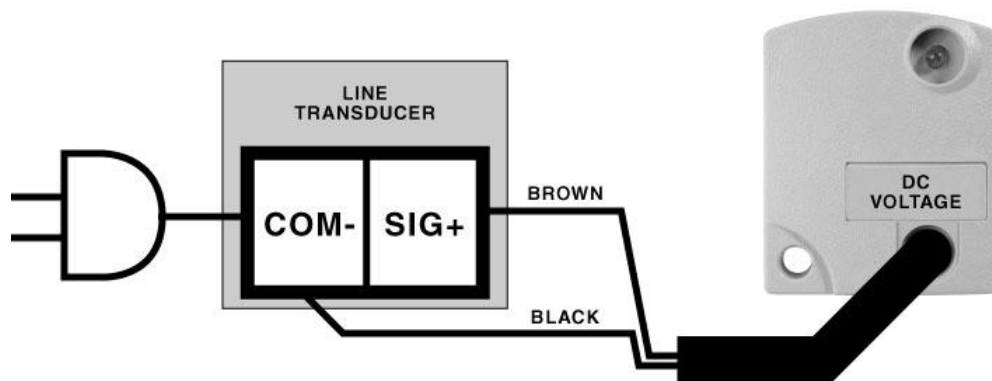 LINE
TRANSDUCER
COM-
SIG+
BROWN
BLACK
DC
VOLTAGE